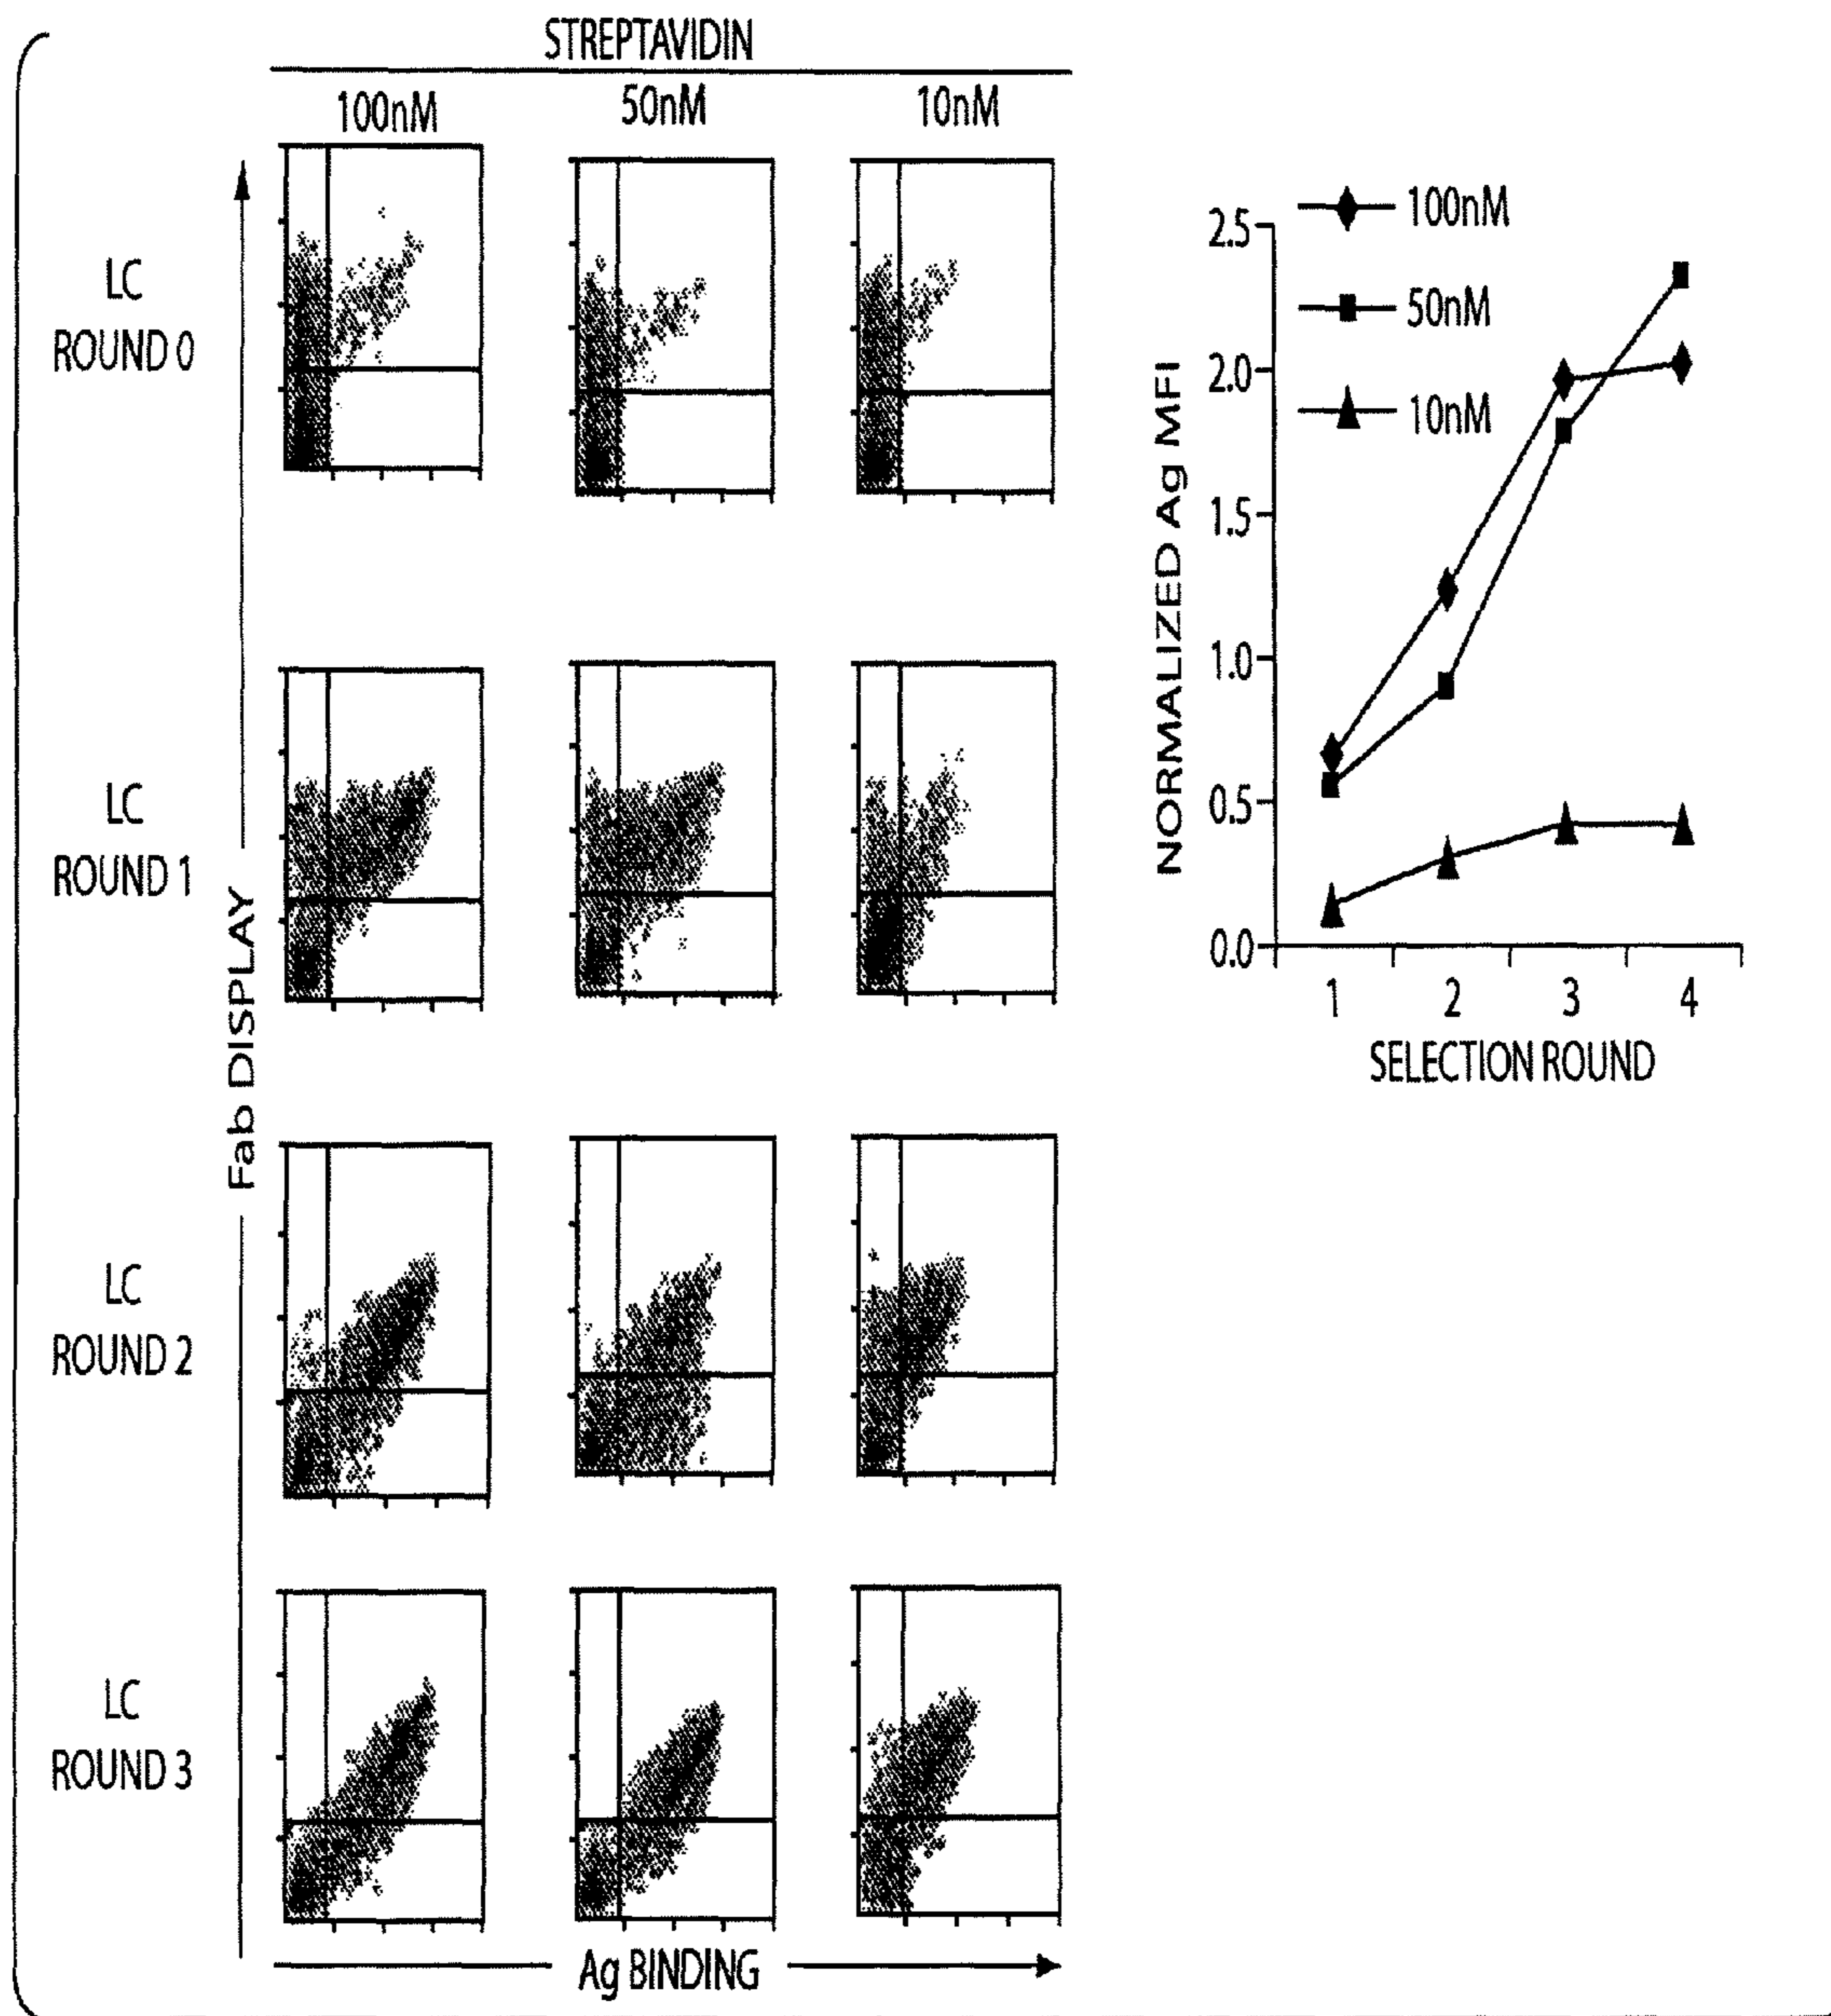 STREPTAVIDIN
100nM 50nM 10nM
LC
ROUND 0
LC
ROUND 1
LC
ROUND 2
LC
ROUND 3
Fab DISPLAY
Ag BINDING
100nM
50nM
10nM
NORMALIZED Ag MFI
2.5
2.0
1.5
1.0
0.5
0.0
1 2 3 4
SELECTION ROUND